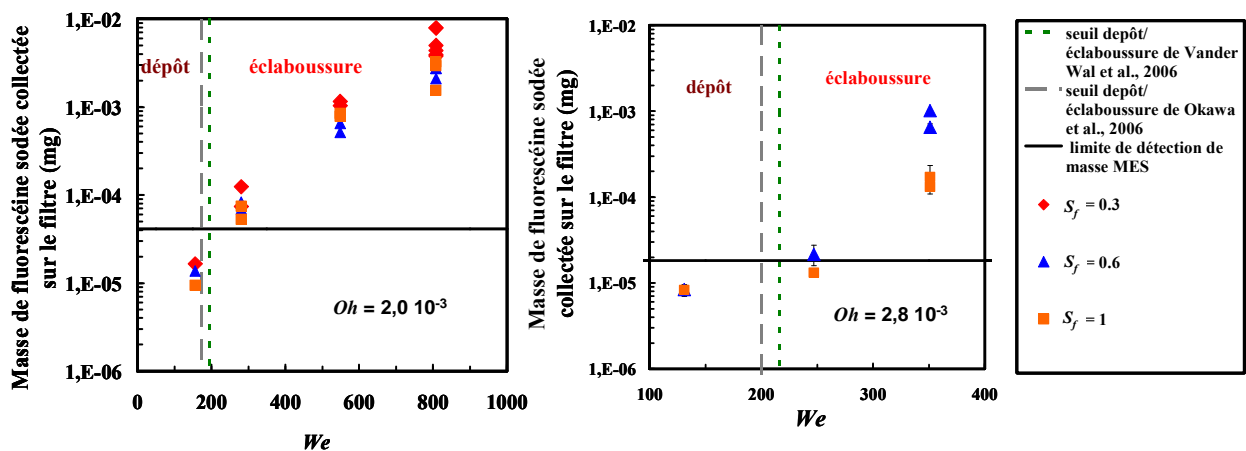 Masse de fluorescéine sodée collectée
sur le filtre (mg)
1,E-02
1,E-03
1,E-04
1,E-05
1,E-06
dépôt
éclaboussure
Oh = 2,0 10⁻³
0
200
400
600
800
1000
We
Masse de fluorescéine sodée
collectée sur le filtre (mg)
1,E-02
1,E-03
1,E-04
1,E-05
1,E-06
dépôt
éclaboussure
Oh = 2,8 10⁻³
100
200
300
400
We
seuil depôt/
éclaboussure de Vander
Wal et al., 2006
seuil depôt/
éclaboussure de Okawa
et al., 2006
limite de détection de
masse MES
S_f = 0.3
S_f = 0.6
S_f = 1